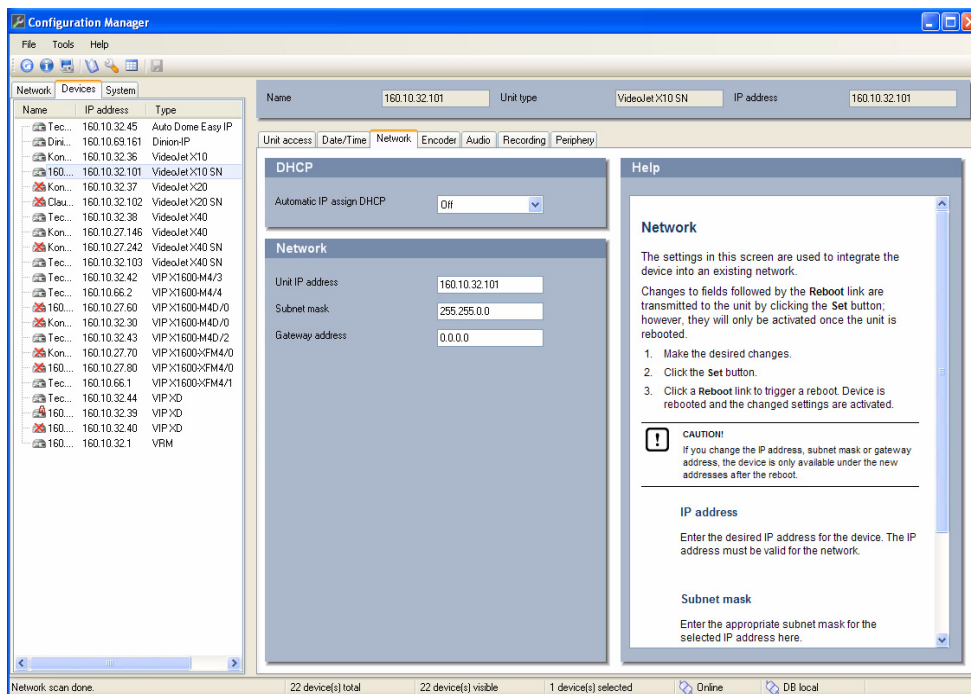 Configuration Manager
File Tools Help
Network Devices System
Name IP address Type
Tec... 160.10.32.45 Auto Dome Easy IP
Dini... 160.10.69.161 Dinion-IP
Kon... 160.10.32.36 VideoJet X10
160.... 160.10.32.101 VideoJet X10 SN
Kon... 160.10.32.37 VideoJet X20
Clau... 160.10.32.102 VideoJet X20 SN
Tec... 160.10.32.38 VideoJet X40
Kon... 160.10.27.146 VideoJet X40
Kon... 160.10.27.242 VideoJet X40 SN
Tec... 160.10.32.103 VideoJet X40 SN
Tec... 160.10.32.42 VIP X1600-M4/3
Tec... 160.10.66.2 VIP X1600-M4/4
160.... 160.10.27.60 VIP X1600-M4D/0
Kon... 160.10.32.30 VIP X1600-M4D/0
Tec... 160.10.32.43 VIP X1600-M4D/2
Kon... 160.10.27.70 VIP X1600-XFM4/0
160.... 160.10.27.80 VIP X1600-XFM4/0
Tec... 160.10.66.1 VIP X1600-XFM4/1
Tec... 160.10.32.44 VIP XD
160.... 160.10.32.39 VIP XD
160.... 160.10.32.40 VIP XD
160.... 160.10.32.1 VRM
Name 160.10.32.101 Unit type VideoJet X10 SN IP address 160.10.32.101
Unit access Date/Time Network Encoder Audio Recording Periphery
DHCP
Automatic IP assign DHCP Off
Network
Unit IP address 160.10.32.101
Subnet mask 255.255.0.0
Gateway address 0.0.0.0
Help
Network
The settings in this screen are used to integrate the
device into an existing network.
Changes to fields followed by the Reboot link are
transmitted to the unit by clicking the Set button;
however, they will only be activated once the unit is
rebooted.
1. Make the desired changes.
2. Click the Set button.
3. Click a Reboot link to trigger a reboot. Device is
rebooted and the changed settings are activated.
CAUTION!
If you change the IP address, subnet mask or gateway
address, the device is only available under the new
addresses after the reboot.
IP address
Enter the desired IP address for the device. The IP
address must be valid for the network.
Subnet mask
Enter the appropriate subnet mask for the
selected IP address here.
Network scan done. 22 device(s) total 22 device(s) visible 1 device(s) selected Online DB local